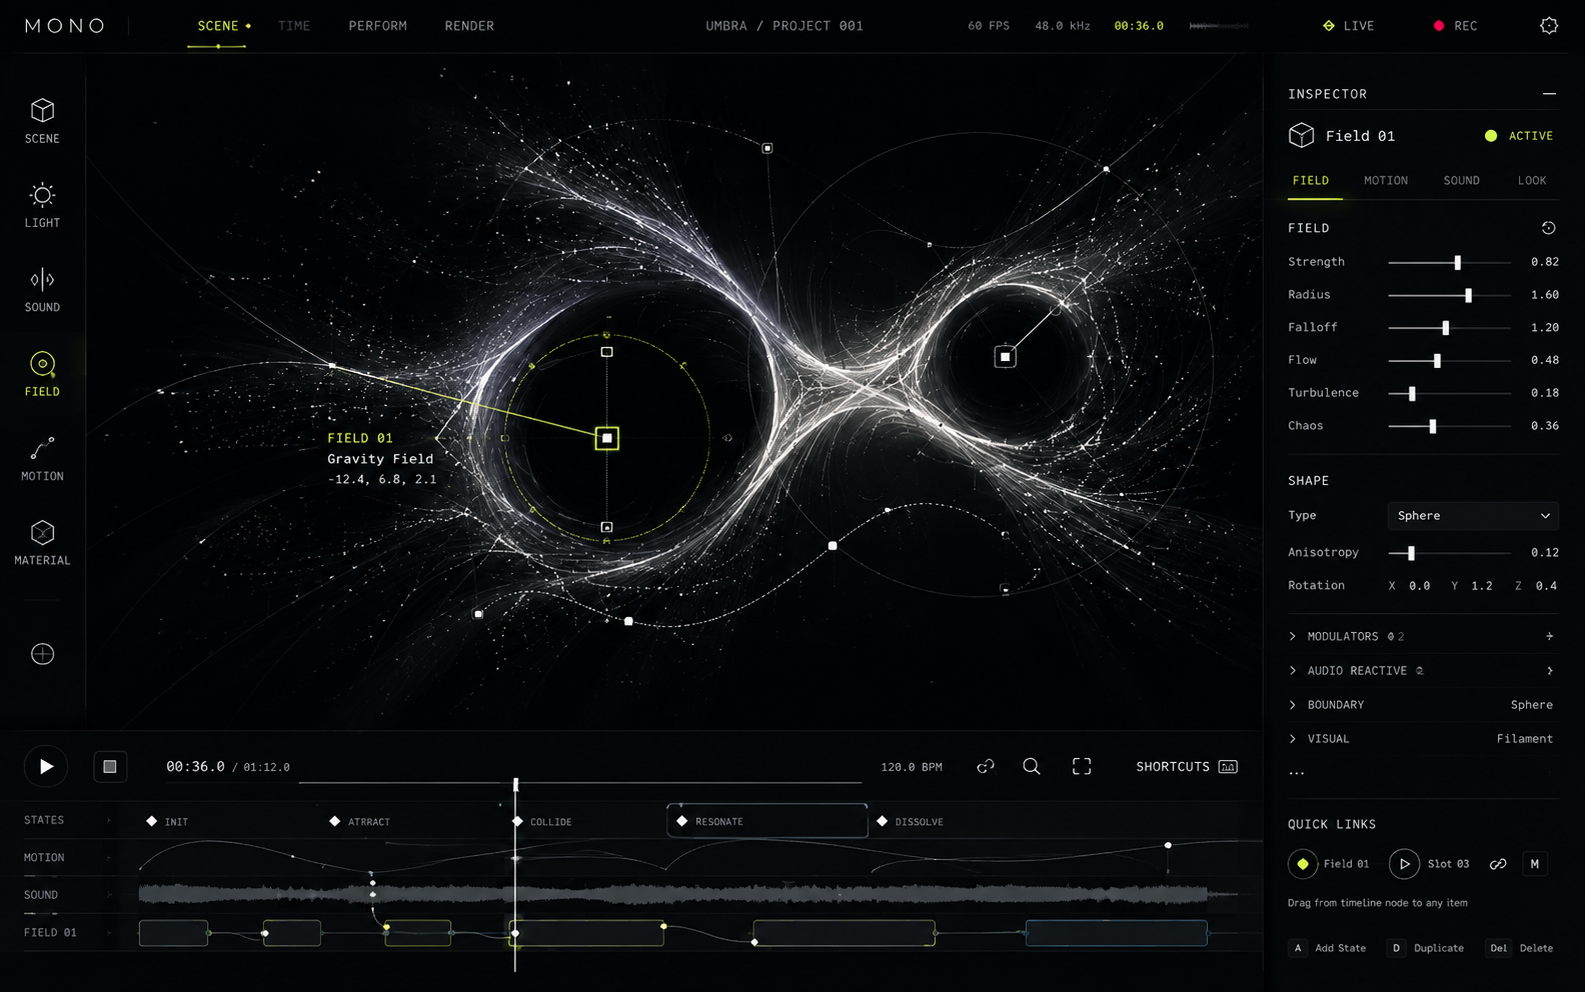 MONO
SCENE TIME PERFORM RENDER
UMBRA / PROJECT 001
60 FPS 48.0 kHz 00:36.0
LIVE REC
SCENE
LIGHT
SOUND
FIELD
MOTION
MATERIAL
FIELD 01
Gravity Field
-12.4, 6.8, 2.1
INSPECTOR
Field 01 ACTIVE
FIELD MOTION SOUND LOOK
FIELD
Strength 0.82
Radius 1.60
Falloff 1.20
Flow 0.48
Turbulence 0.18
Chaos 0.36
SHAPE
Type Sphere
Anisotropy 0.12
Rotation X 0.0 Y 1.2 Z 0.4
MODULATORS 2
AUDIO REACTIVE
BOUNDARY Sphere
VISUAL Filament
...
QUICK LINKS
Field 01 Slot 03 M
Drag from timeline node to any item
A Add State D Duplicate Del Delete
00:36.0 / 01:12.0
120.0 BPM
SHORTCUTS
STATES INIT ATRRACT COLLIDE RESONATE DISSOLVE
MOTION
SOUND
FIELD 01